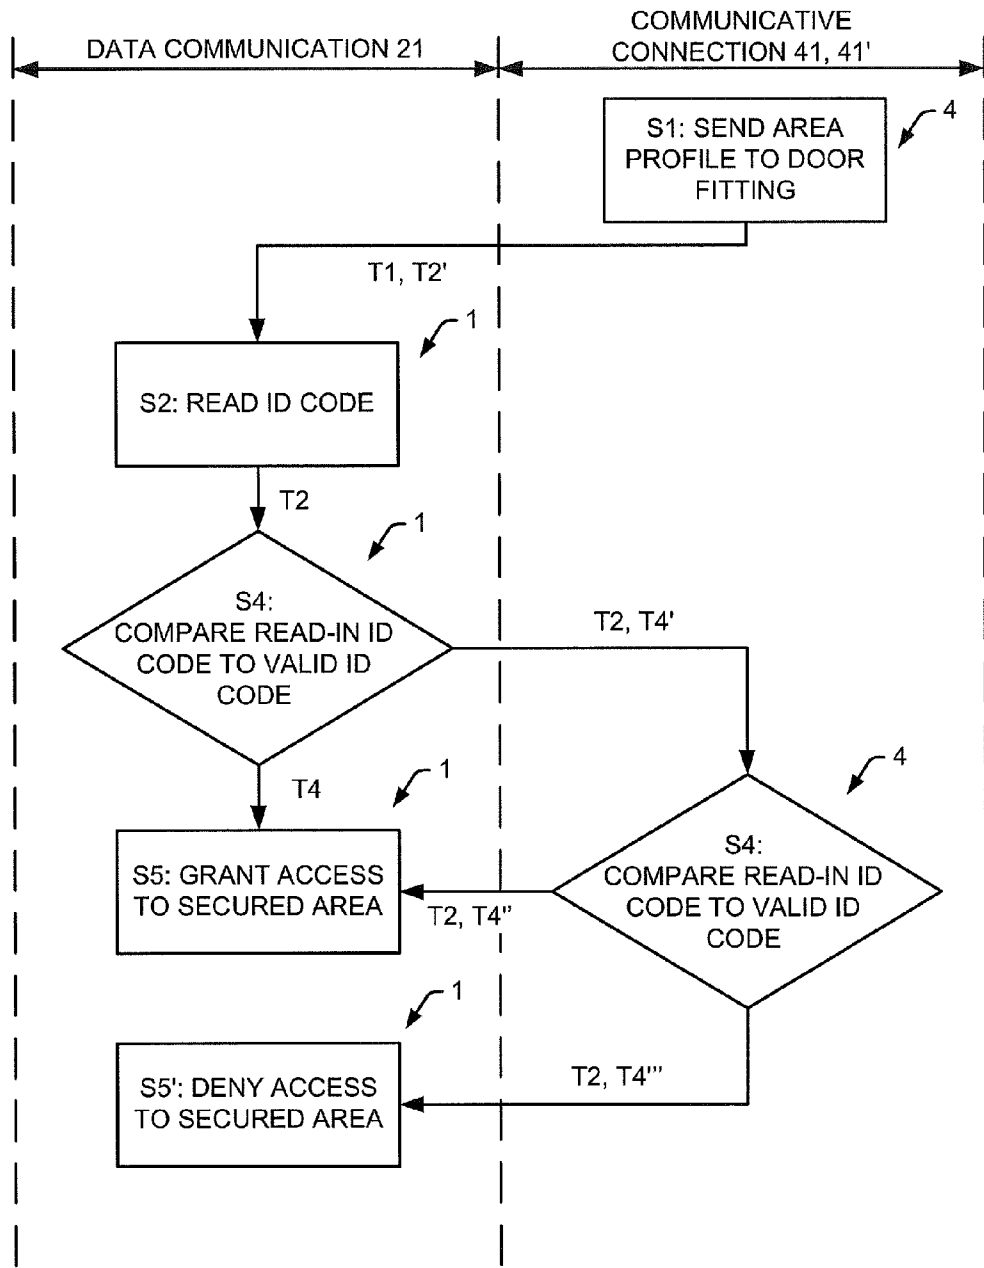 DATA COMMUNICATION 21
COMMUNICATIVE
CONNECTION 41, 41'
4
S1: SEND AREA
PROFILE TO DOOR
FITTING
T1, T2'
1
S2: READ ID CODE
T2
1
S4:
COMPARE READ-IN ID
CODE TO VALID ID
CODE
T2, T4'
T4
1
4
S4:
COMPARE READ-IN ID
CODE TO VALID ID
CODE
S5: GRANT ACCESS
TO SECURED AREA
T2, T4''
1
S5': DENY ACCESS
TO SECURED AREA
T2, T4'''